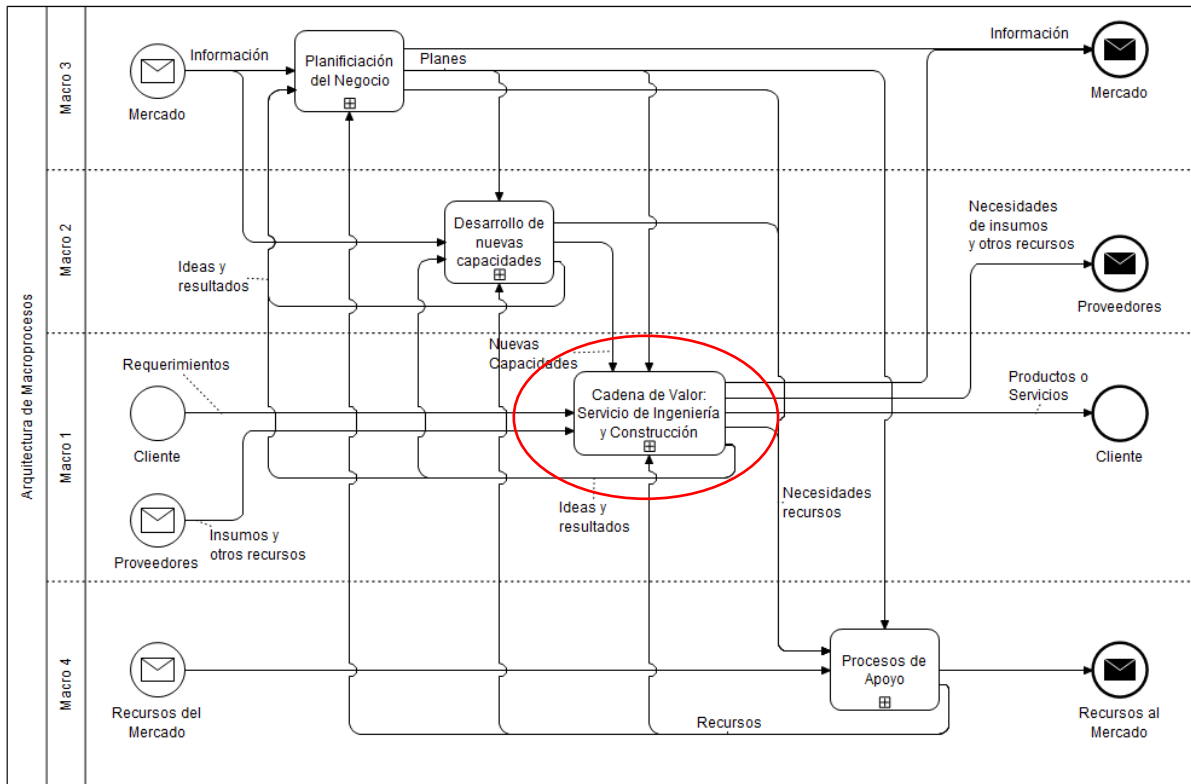 Arquitectura de Macroprocesos
Macro 3
Información
Mercado
Planificiación
del Negocio
Planes
Información
Mercado
Macro 2
Ideas y
resultados
Desarrollo de
nuevas
capacidades
Necesidades
de insumos
y otros recursos
Proveedores
Macro 1
Requerimientos
Cliente
Nuevas
Capacidades
Cadena de Valor:
Servicio de Ingeniería
y Construcción
Productos o
Servicios
Cliente
Insumos y
otros recursos
Proveedores
Ideas y
resultados
Necesidades
recursos
Macro 4
Recursos del
Mercado
Procesos de
Apoyo
Recursos
Recursos al
Mercado